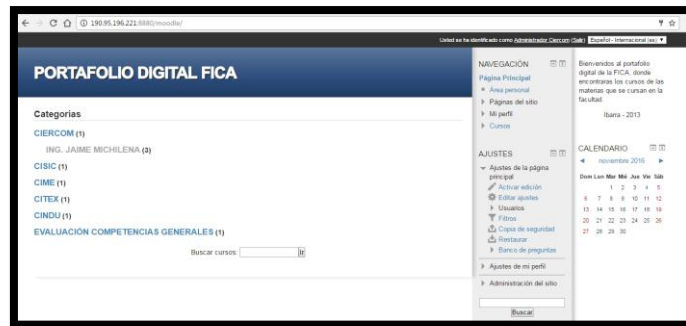 190.95.196.221:8080/moodle/
Usted se ha identificado como Administrador Ciercom (Salir) Español - Internacional (es)
PORTAFOLIO DIGITAL FICA
Categorías
CIERCOM (1)
ING. JAIME MICHILENA (3)
CISIC (1)
CIME (1)
CITEX (1)
CINDU (1)
EVALUACIÓN COMPETENCIAS GENERALES (1)
Buscar cursos: Ir
NAVEGACIÓN
Página Principal
Área personal
Páginas del sitio
Mi perfil
Cursos
AJUSTES
Ajustes de la página
principal
Activar edición
Editar ajustes
Usuarios
Filtros
Copia de seguridad
Restaurar
Banco de preguntas
Ajustes de mi perfil
Administración del sitio
Buscar
Bienvenidos al portafolio
digital de la FICA, donde
encontraras los cursos de las
materias que se cursan en la
facultad.
Ibarra - 2013
CALENDARIO
noviembre 2016
Dom Lun Mar Mié Jue Vie Sáb
1 2 3 4 5
6 7 8 9 10 11 12
13 14 15 16 17 18 19
20 21 22 23 24 25 26
27 28 29 30